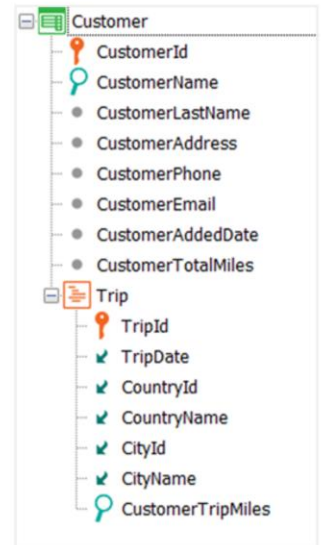 Customer
CustomerId
CustomerName
CustomerLastName
CustomerAddress
CustomerPhone
CustomerEmail
CustomerAddedDate
CustomerTotalMiles
Trip
TripId
TripDate
CountryId
CountryName
CityId
CityName
CustomerTripMiles